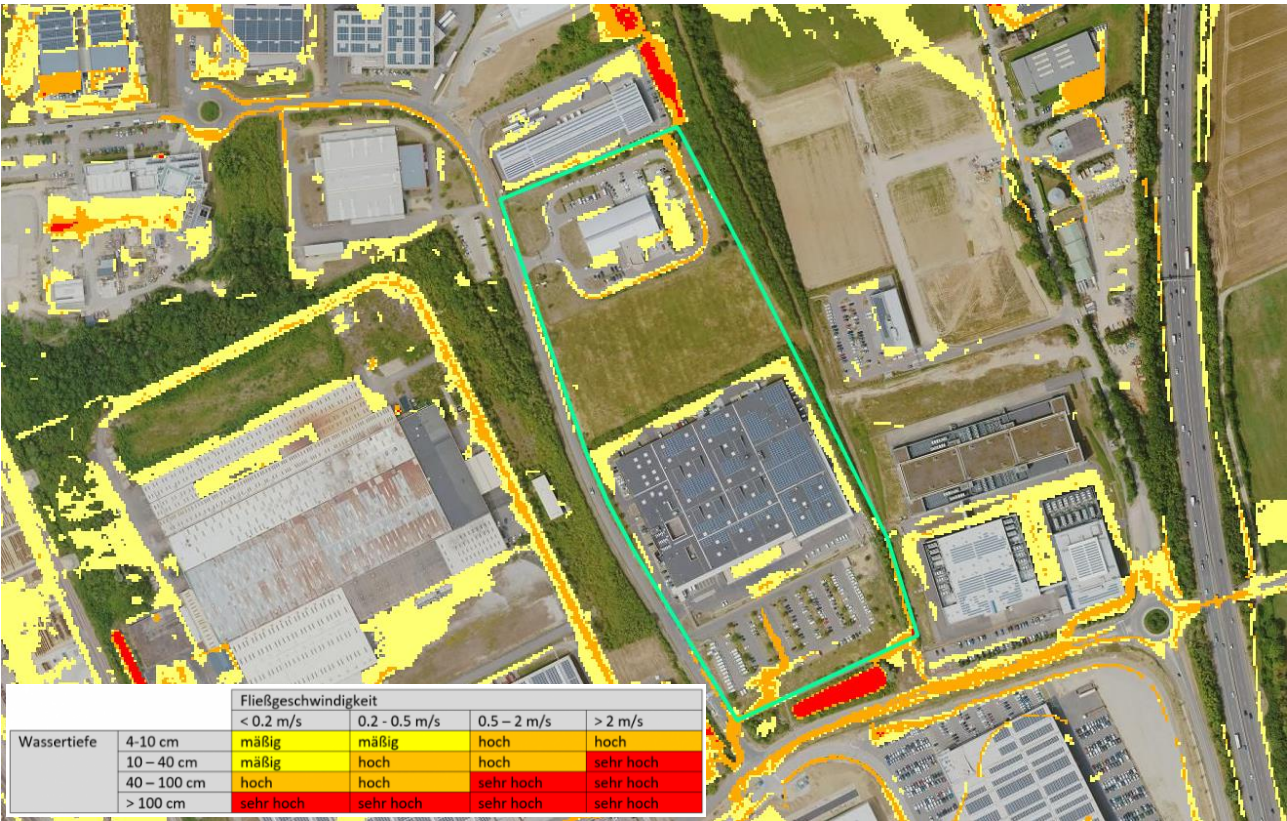 Fließgeschwindigkeit
< 0.2 m/s 0.2 - 0.5 m/s 0.5 – 2 m/s > 2 m/s
Wassertiefe 4-10 cm mäßig mäßig hoch hoch
10 – 40 cm mäßig hoch hoch sehr hoch
40 – 100 cm hoch hoch sehr hoch sehr hoch
> 100 cm sehr hoch sehr hoch sehr hoch sehr hoch